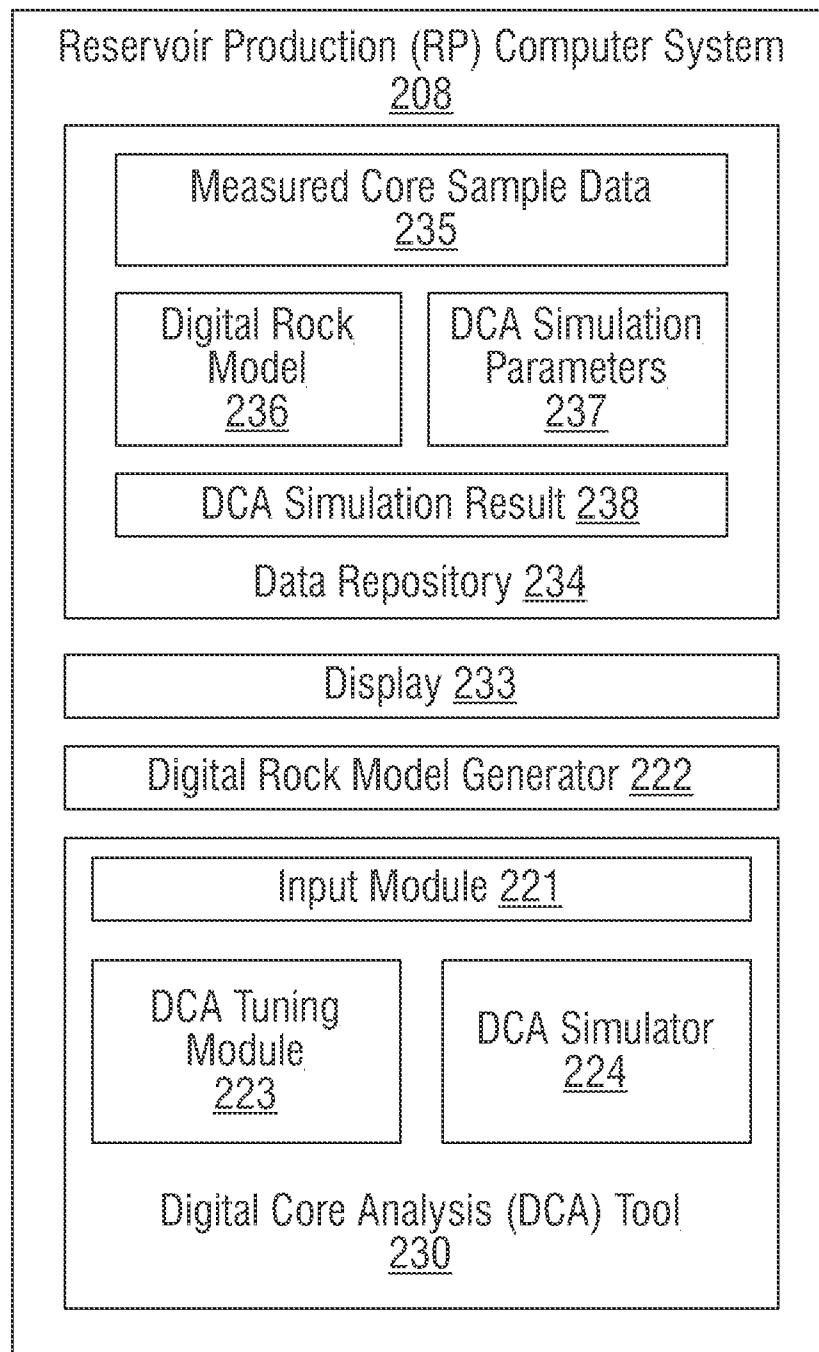 Reservoir Production (RP) Computer System
208
Measured Core Sample Data
235
Digital Rock
Model
236
DCA Simulation
Parameters
237
DCA Simulation Result 238
Data Repository 234
Display 233
Digital Rock Model Generator 222
Input Module 221
DCA Tuning
Module
223
DCA Simulator
224
Digital Core Analysis (DCA) Tool
230